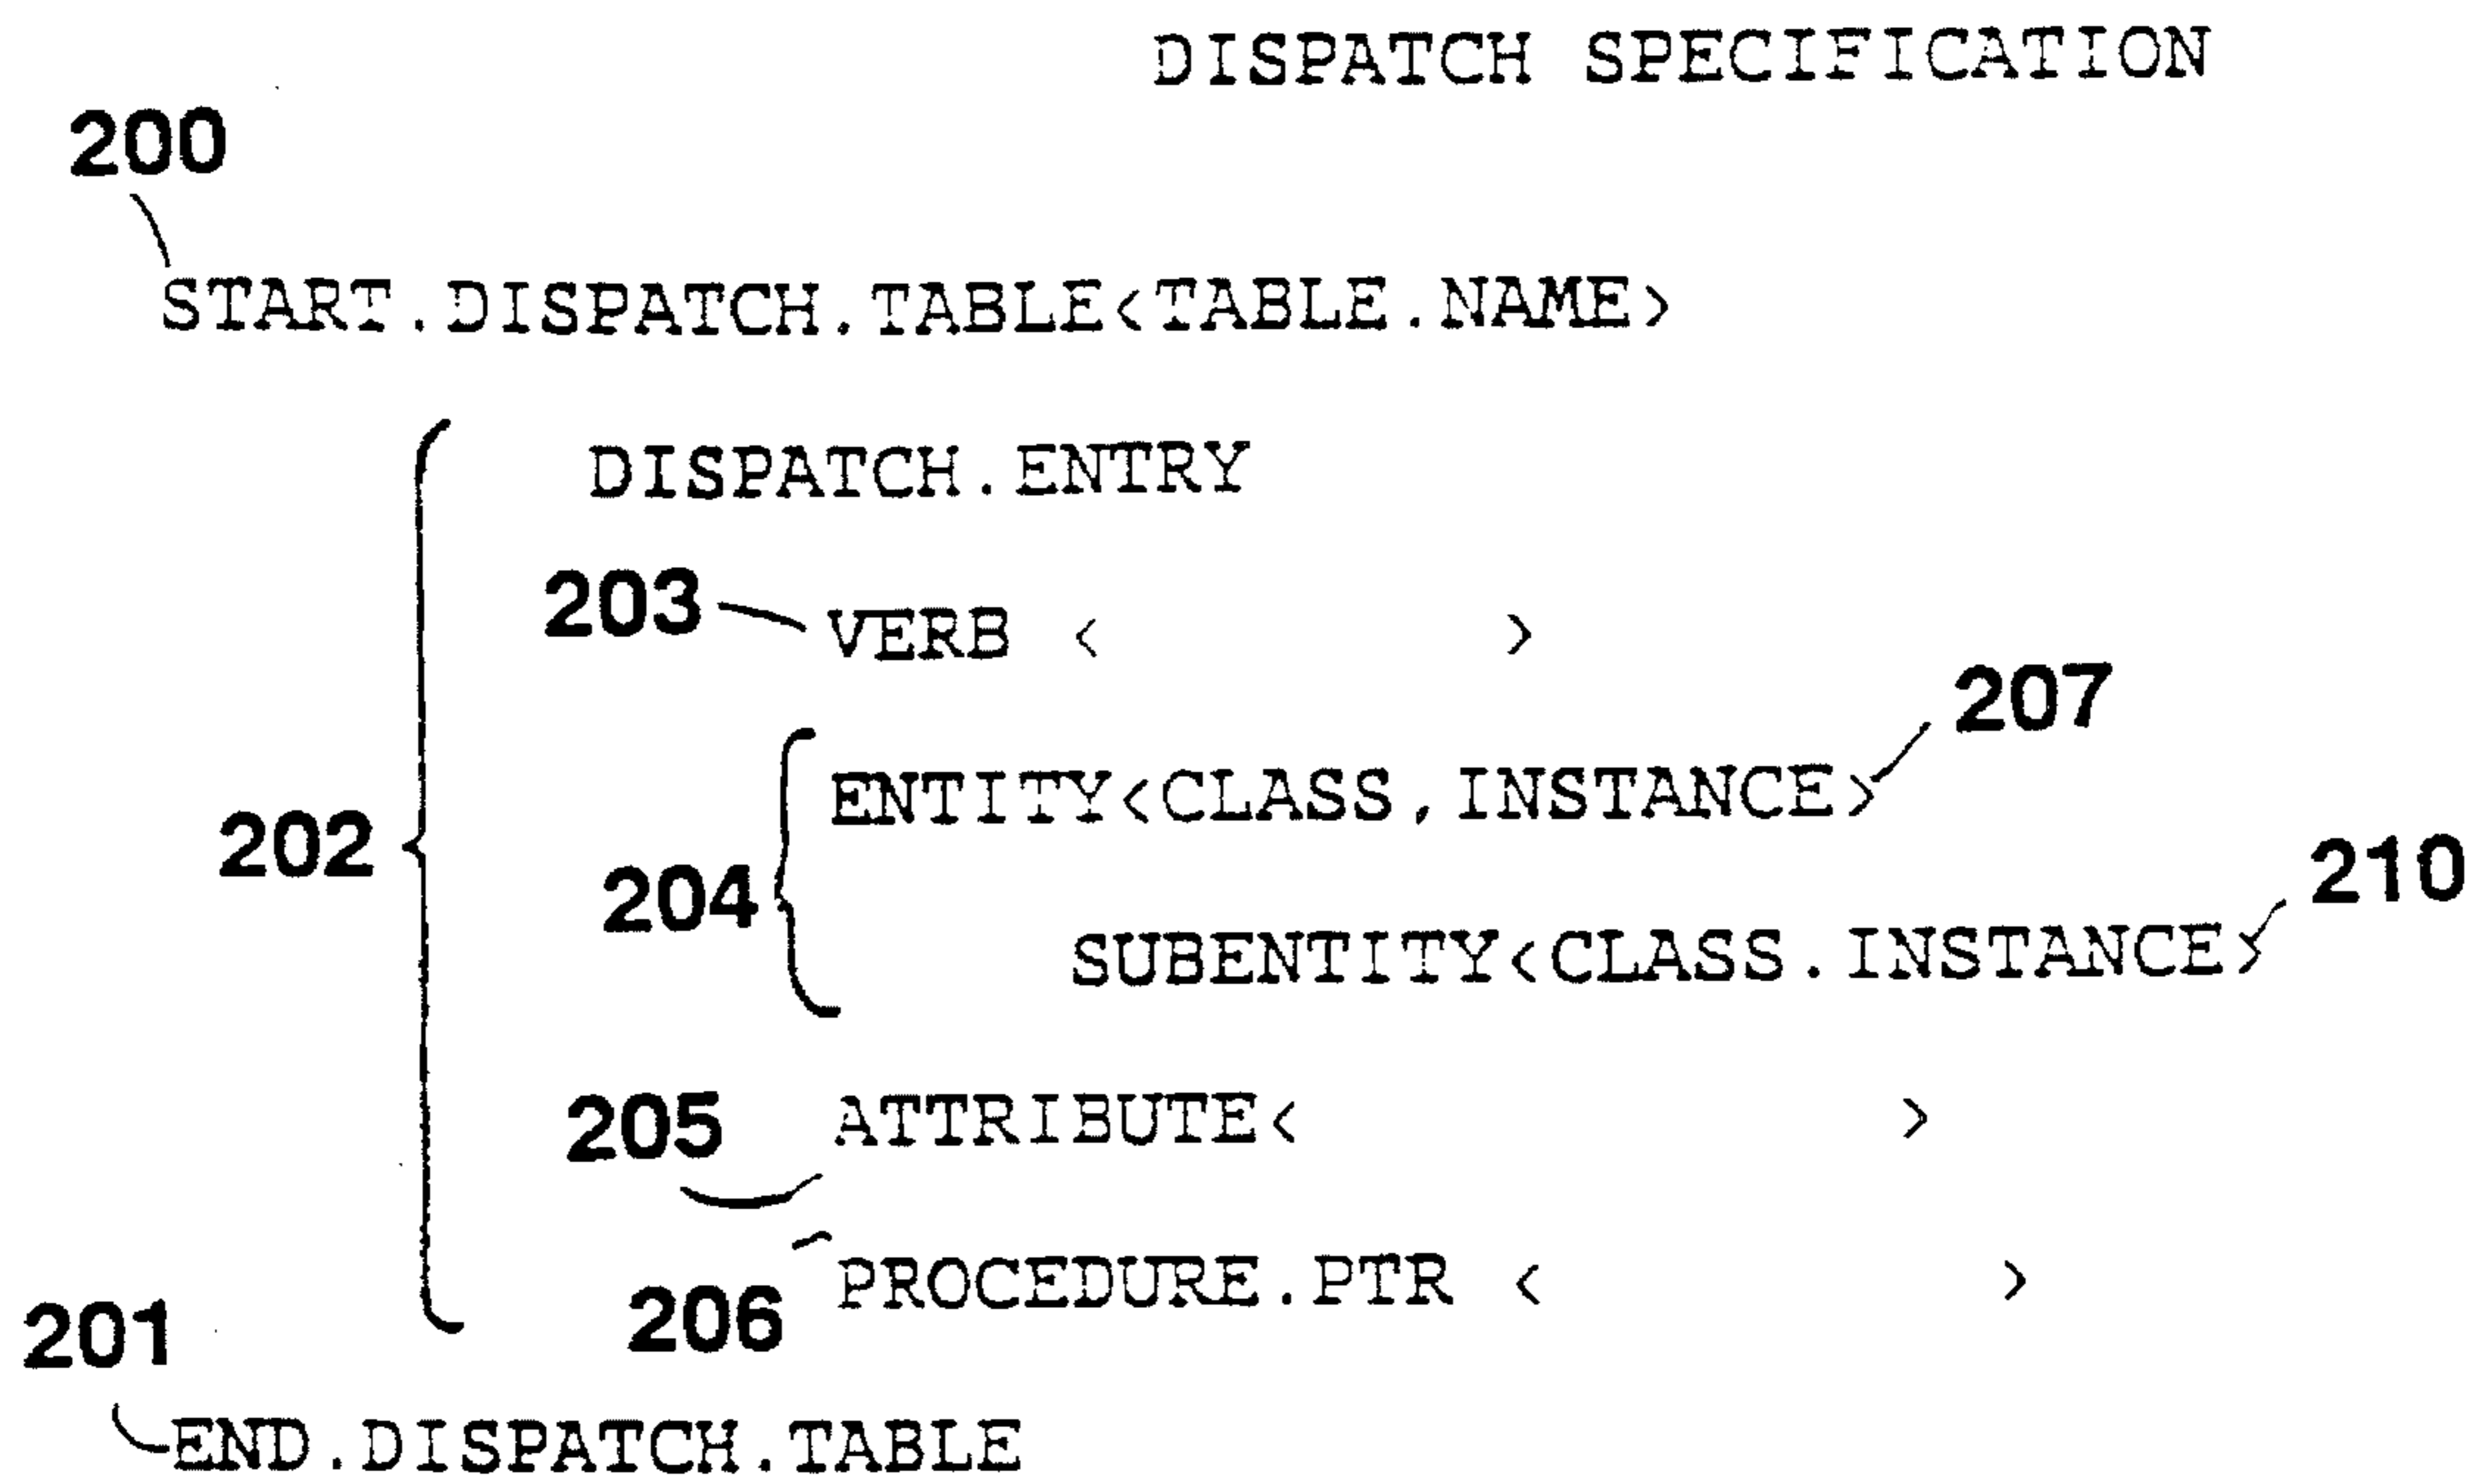 DISPATCH SPECIFICATION
200
START.DISPATCH.TABLE<TABLE.NAME>
DISPATCH.ENTRY
203 VERB < >
207
ENTITY<CLASS,INSTANCE>
202
204
210
SUBENTITY<CLASS.INSTANCE>
205 ATTRIBUTE< >
206 PROCEDURE.PTR < >
201
END.DISPATCH.TABLE